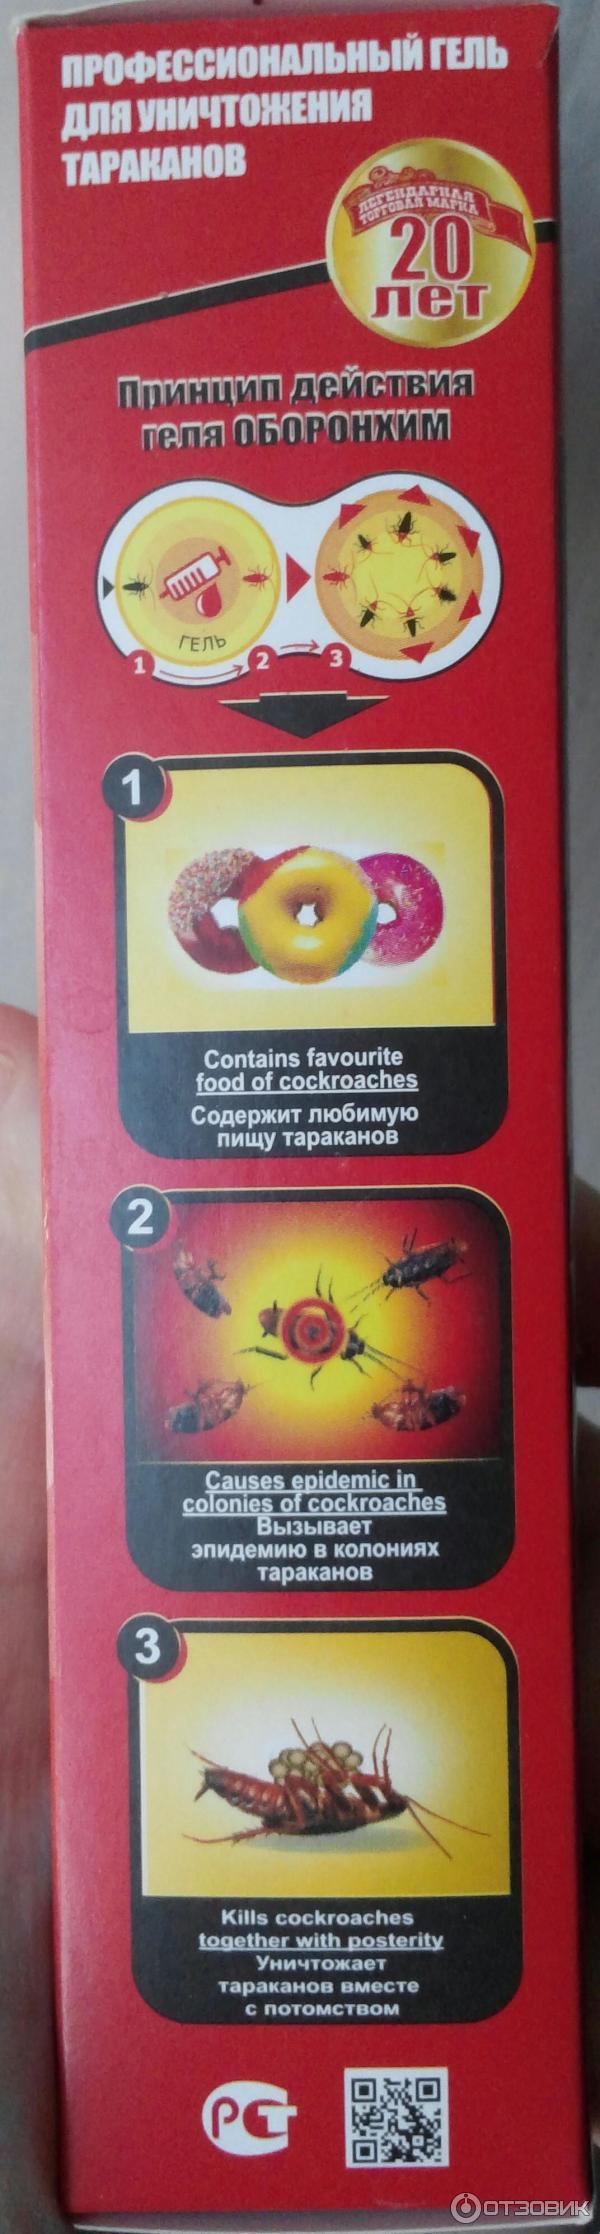 ПРОФЕССИОНАЛЬНЫЙ ГЕЛЬ
ДЛЯ УНИЧТОЖЕНИЯ
ТАРАКАНОВ
ЛЕГЕНДАРНАЯ
ТОРГОВАЯ МАРКА
20
лет
Принцип действия
геля ОБОРОНХИМ
ГЕЛЬ
1
2
3
1
Contains favourite
food of cockroaches
Содержит любимую
пищу тараканов
2
Causes epidemic in
colonies of cockroaches
Вызывает
эпидемию в колониях
тараканов
3
Kills cockroaches
together with posterity
Уничтожает
тараканов вместе
с потомством
РСТ
ОТЗОВИК